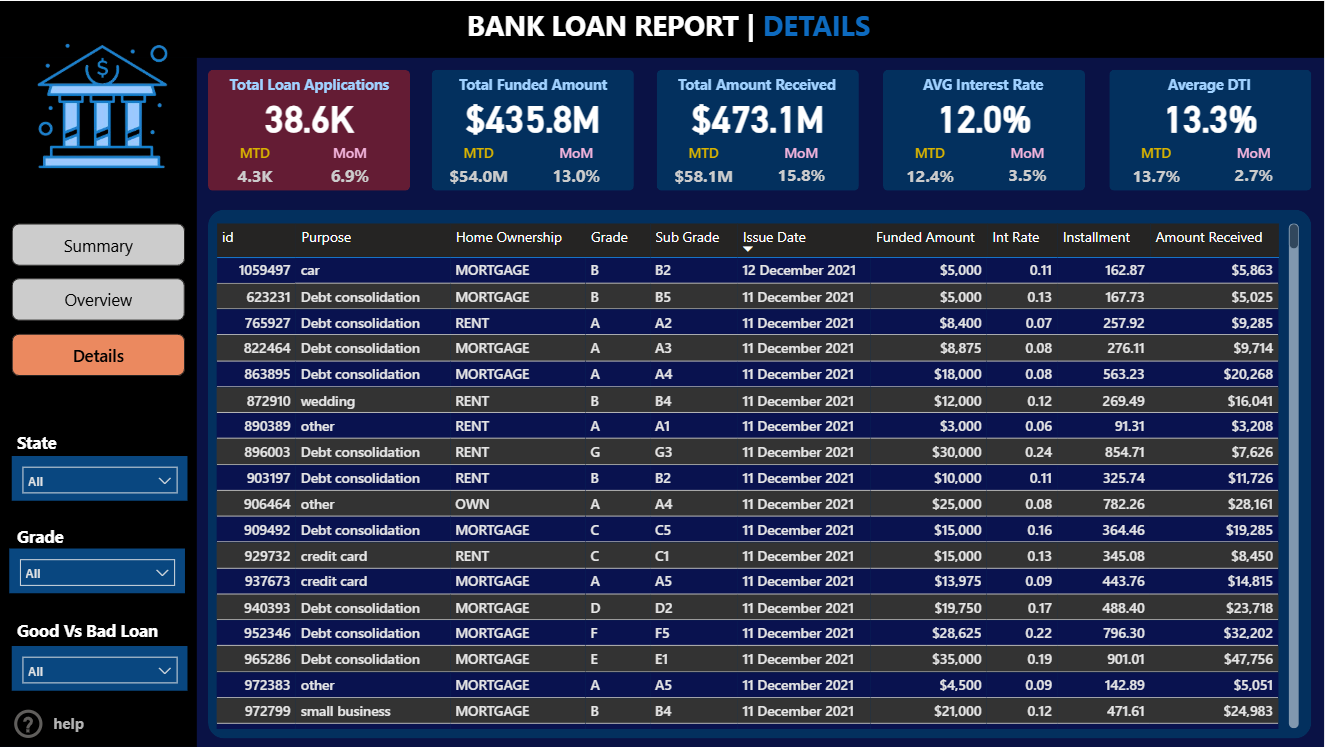 BANK LOAN REPORT | DETAILS
$
Total Loan Applications
38.6K
MTD MoM
4.3K 6.9%
Total Funded Amount
$435.8M
MTD MoM
$54.0M 13.0%
Total Amount Received
$473.1M
MTD MoM
$58.1M 15.8%
AVG Interest Rate
12.0%
MTD MoM
12.4% 3.5%
Average DTI
13.3%
MTD MoM
13.7% 2.7%
Summary
Overview
Details
State
All
Grade
All
Good Vs Bad Loan
All
? help
id Purpose Home Ownership Grade Sub Grade Issue Date Funded Amount Int Rate Installment Amount Received
1059497 car MORTGAGE B B2 12 December 2021 $5,000 0.11 162.87 $5,863
623231 Debt consolidation MORTGAGE B B5 11 December 2021 $5,000 0.13 167.73 $5,025
765927 Debt consolidation RENT A A2 11 December 2021 $8,400 0.07 257.92 $9,285
822464 Debt consolidation MORTGAGE A A3 11 December 2021 $8,875 0.08 276.11 $9,714
863895 Debt consolidation MORTGAGE A A4 11 December 2021 $18,000 0.08 563.23 $20,268
872910 wedding RENT B B4 11 December 2021 $12,000 0.12 269.49 $16,041
890389 other RENT A A1 11 December 2021 $3,000 0.06 91.31 $3,208
896003 Debt consolidation RENT G G3 11 December 2021 $30,000 0.24 854.71 $7,626
903197 Debt consolidation RENT B B2 11 December 2021 $10,000 0.11 325.74 $11,726
906464 other OWN A A4 11 December 2021 $25,000 0.08 782.26 $28,161
909492 Debt consolidation MORTGAGE C C5 11 December 2021 $15,000 0.16 364.46 $19,285
929732 credit card RENT C C1 11 December 2021 $15,000 0.13 345.08 $8,450
937673 credit card MORTGAGE A A5 11 December 2021 $13,975 0.09 443.76 $14,815
940393 Debt consolidation MORTGAGE D D2 11 December 2021 $19,750 0.17 488.40 $23,718
952346 Debt consolidation MORTGAGE F F5 11 December 2021 $28,625 0.22 796.30 $32,202
965286 Debt consolidation MORTGAGE E E1 11 December 2021 $35,000 0.19 901.01 $47,756
972383 other MORTGAGE A A5 11 December 2021 $4,500 0.09 142.89 $5,051
972799 small business MORTGAGE B B4 11 December 2021 $21,000 0.12 471.61 $24,983